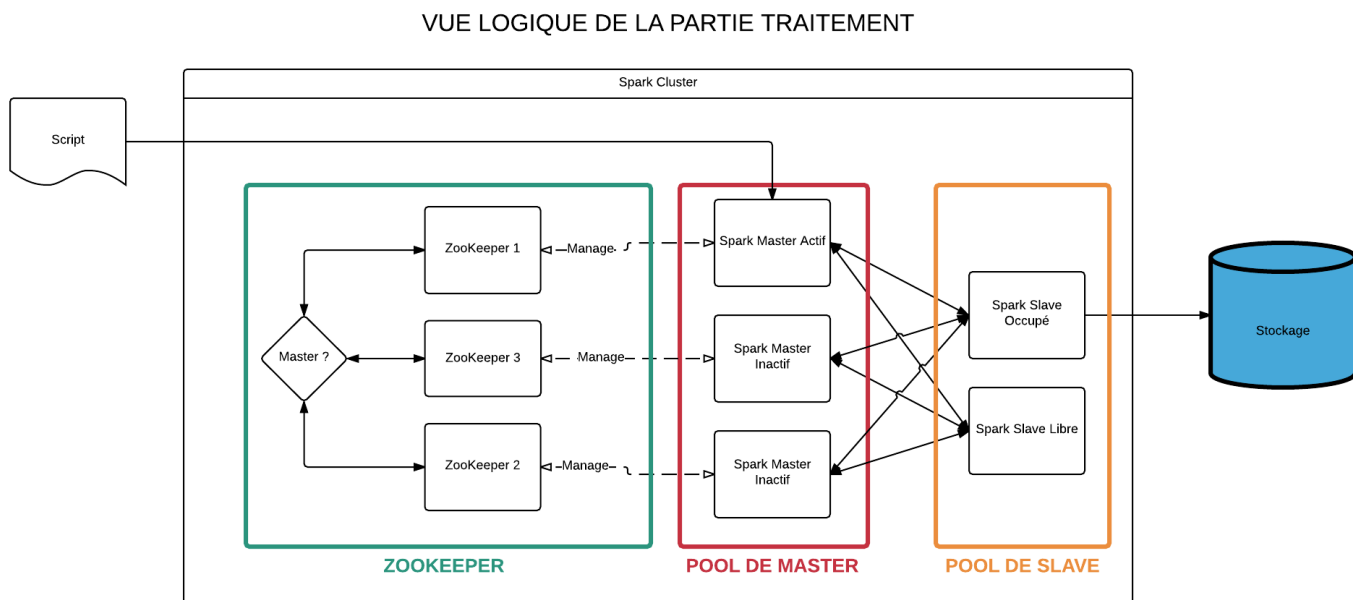 VUE LOGIQUE DE LA PARTIE TRAITEMENT
Spark Cluster
Script
ZooKeeper 1
Manage
Spark Master Actif
Spark Slave
Occupé
Stockage
Master ?
ZooKeeper 3
Manage
Spark Master
Inactif
Spark Slave Libre
ZooKeeper 2
Manage
Spark Master
Inactif
ZOOKEEPER
POOL DE MASTER
POOL DE SLAVE